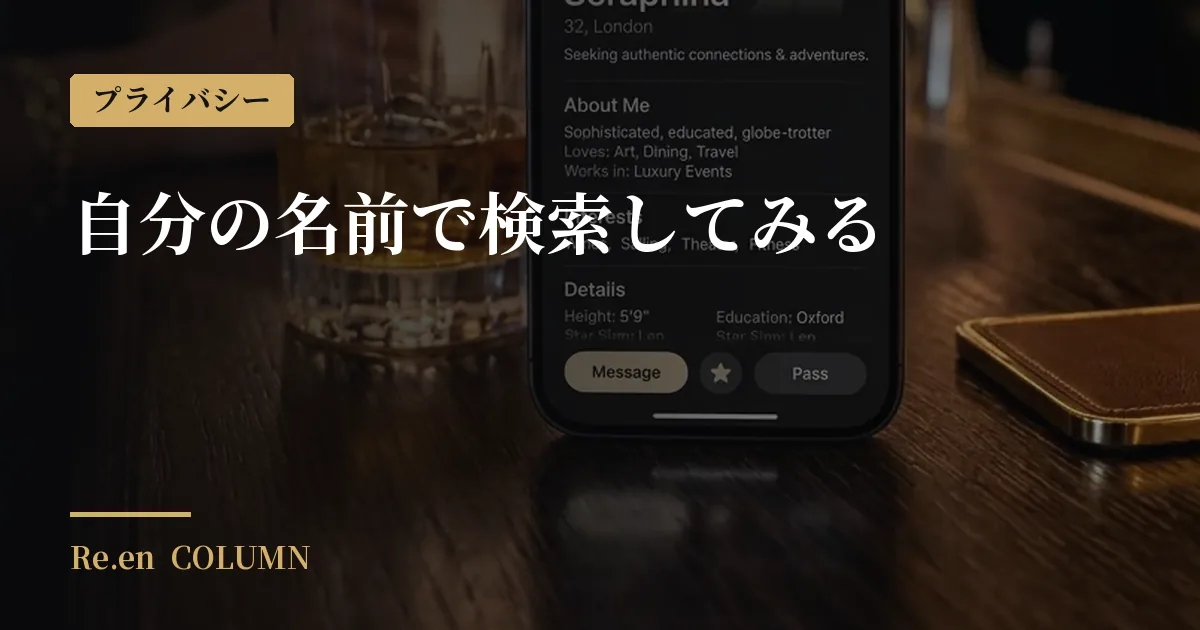 プライバシー
自分の名前で検索してみる
Re.en COLUMN
32, London
Seeking authentic connections & adventures.
About Me
Sophisticated, educated, globe-trotter
Loves: Art, Dining, Travel
Works in: Luxury Events
Details
Height: 5'9"
Education: Oxford
Message
Pass